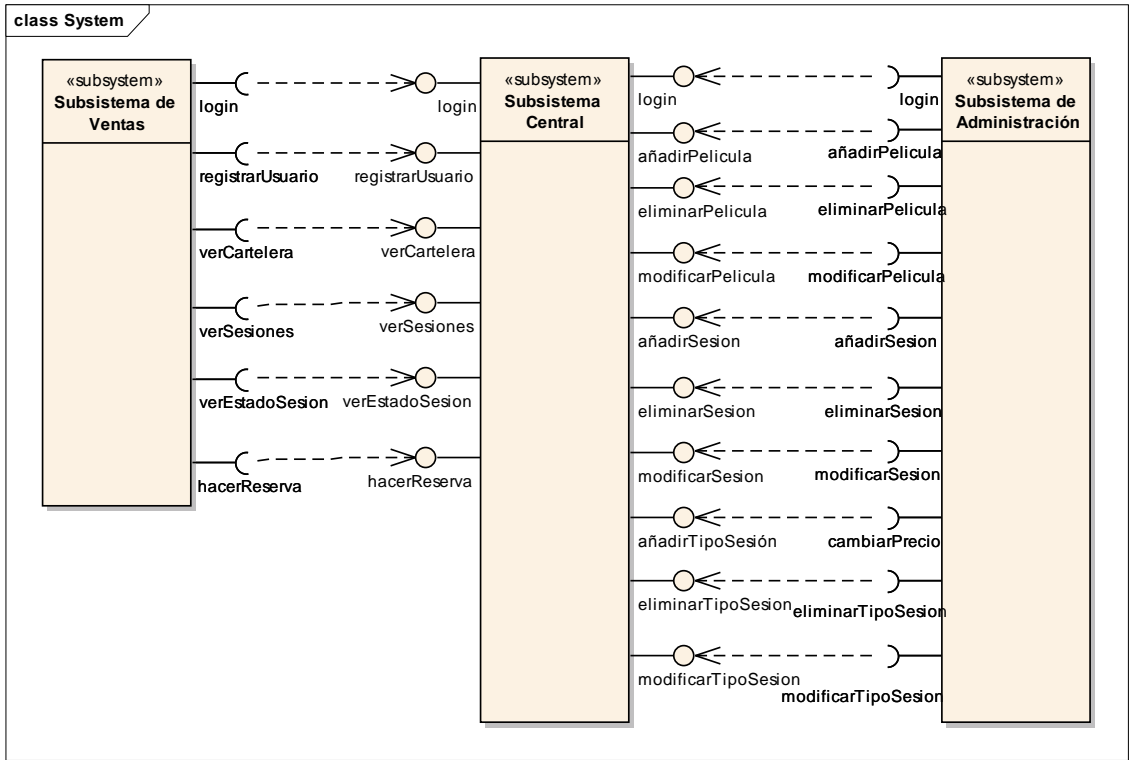 class System
«subsystem»
Subsistema de
Ventas
login
registrarUsuario
verCartelera
verSesiones
verEstadoSesion
hacerReserva
login
registrarUsuario
verCartelera
verSesiones
verEstadoSesion
hacerReserva
«subsystem»
Subsistema
Central
login
añadirPelicula
eliminarPelicula
modificarPelicula
añadirSesion
eliminarSesion
modificarSesion
añadirTipoSesión
eliminarTipoSesion
modificarTipoSesion
login
añadirPelicula
eliminarPelicula
modificarPelicula
añadirSesion
eliminarSesion
modificarSesion
cambiarPrecio
eliminarTipoSesion
modificarTipoSesion
«subsystem»
Subsistema de
Administración